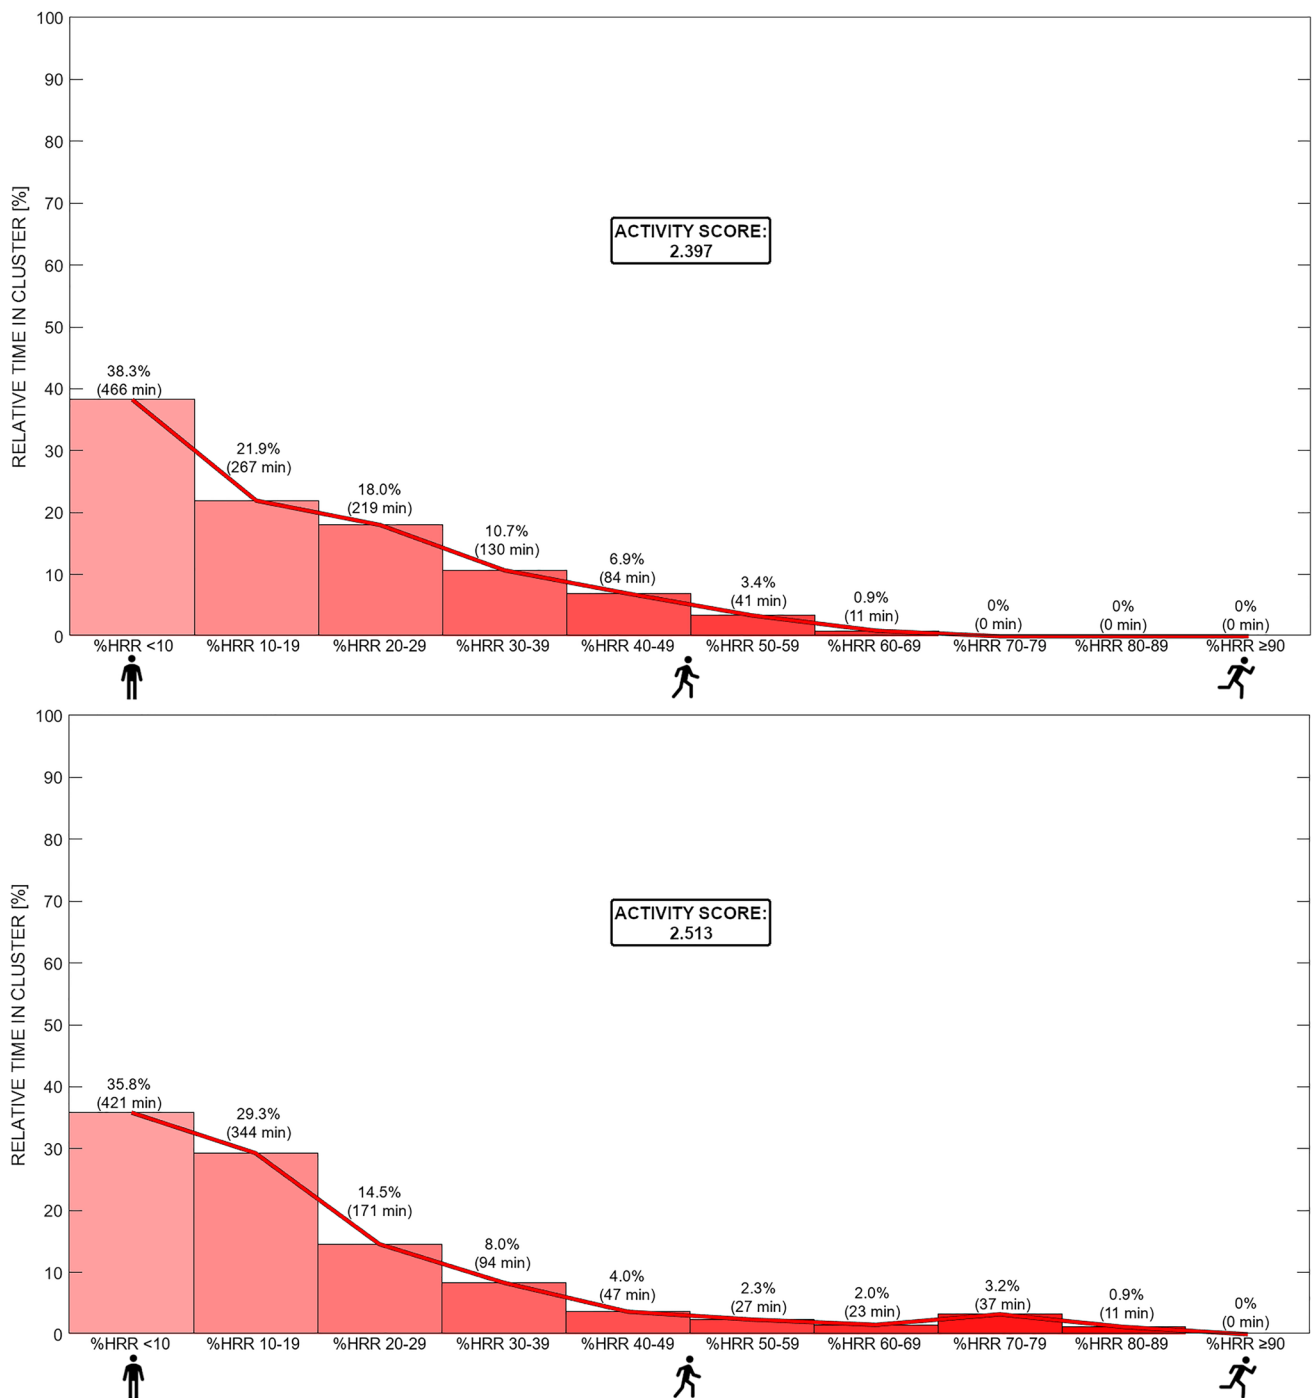 100
90
80
70
60
50
40
30
20
10
0
RELATIVE TIME IN CLUSTER [%]
ACTIVITY SCORE:
2.397
38.3%
(466 min)
21.9%
(267 min)
18.0%
(219 min)
10.7%
(130 min)
6.9%
(84 min)
3.4%
(41 min)
0.9%
(11 min)
0%
(0 min)
0%
(0 min)
0%
(0 min)
%HRR <10
%HRR 10-19
%HRR 20-29
%HRR 30-39
%HRR 40-49
%HRR 50-59
%HRR 60-69
%HRR 70-79
%HRR 80-89
%HRR ≥90
100
90
80
70
60
50
40
30
20
10
0
RELATIVE TIME IN CLUSTER [%]
ACTIVITY SCORE:
2.513
35.8%
(421 min)
29.3%
(344 min)
14.5%
(171 min)
8.0%
(94 min)
4.0%
(47 min)
2.3%
(27 min)
2.0%
(23 min)
3.2%
(37 min)
0.9%
(11 min)
0%
(0 min)
%HRR <10
%HRR 10-19
%HRR 20-29
%HRR 30-39
%HRR 40-49
%HRR 50-59
%HRR 60-69
%HRR 70-79
%HRR 80-89
%HRR ≥90